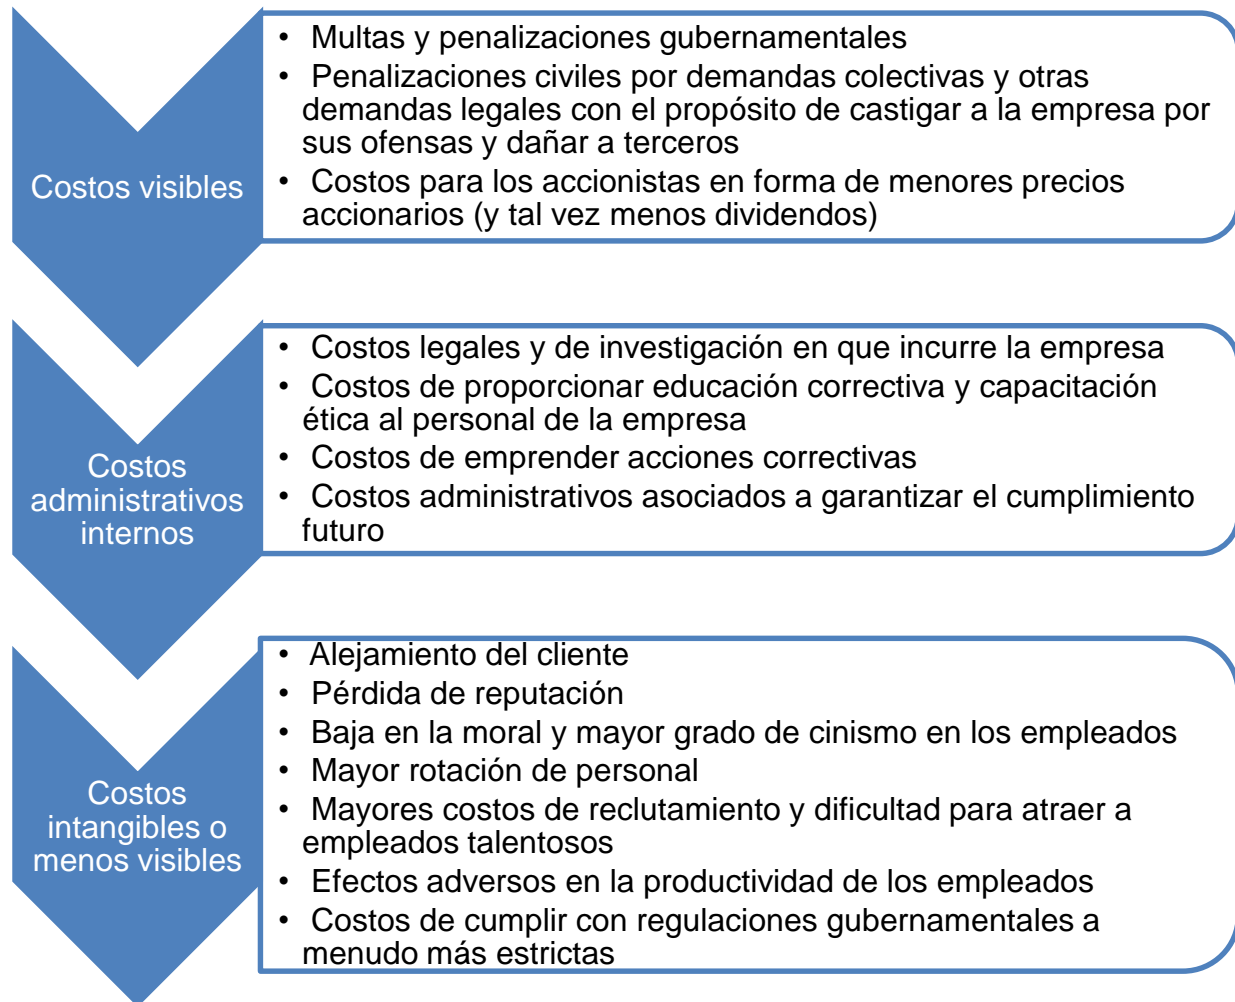 Costos visibles
• Multas y penalizaciones gubernamentales
• Penalizaciones civiles por demandas colectivas y otras
demandas legales con el propósito de castigar a la empresa por
sus ofensas y dañar a terceros
• Costos para los accionistas en forma de menores precios
accionarios (y tal vez menos dividendos)
Costos
administrativos
internos
• Costos legales y de investigación en que incurre la empresa
• Costos de proporcionar educación correctiva y capacitación
ética al personal de la empresa
• Costos de emprender acciones correctivas
• Costos administrativos asociados a garantizar el cumplimiento
futuro
Costos
intangibles o
menos visibles
• Alejamiento del cliente
• Pérdida de reputación
• Baja en la moral y mayor grado de cinismo en los empleados
• Mayor rotación de personal
• Mayores costos de reclutamiento y dificultad para atraer a
empleados talentosos
• Efectos adversos en la productividad de los empleados
• Costos de cumplir con regulaciones gubernamentales a
menudo más estrictas